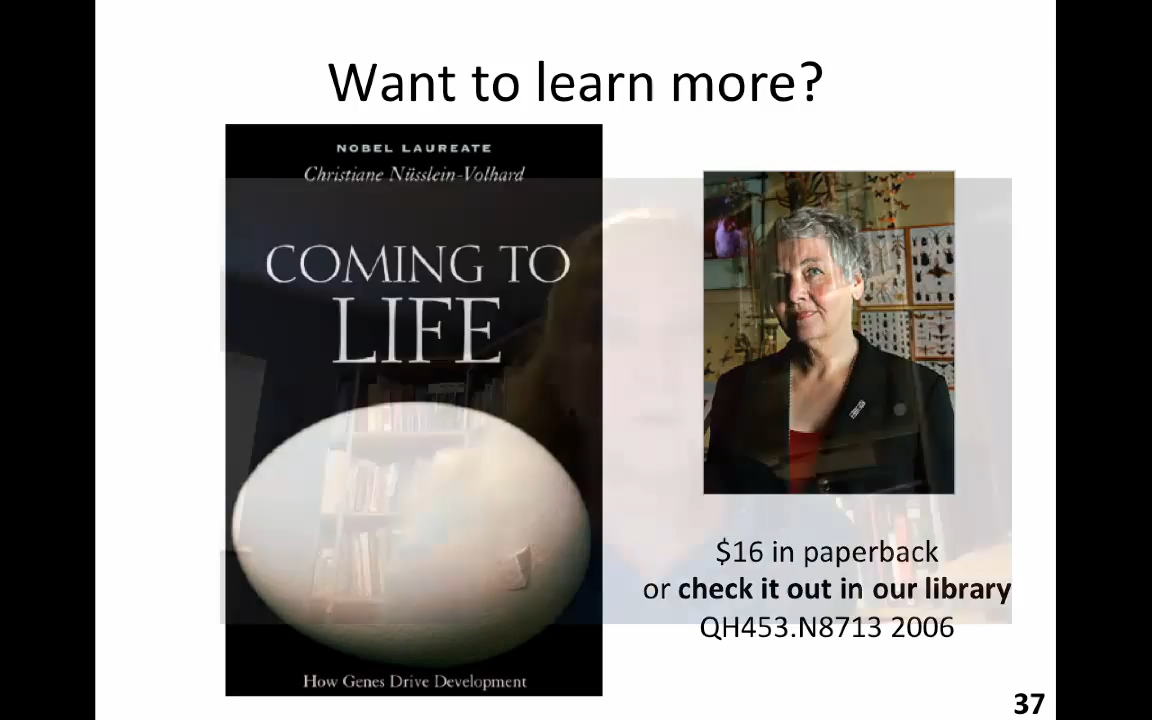 Want to learn more?
NOBEL LAUREATE
Christiane Nüsslein-Volhard
COMING TO
LIFE
How Genes Drive Development
$16 in paperback
or check it out in our library
QH453.N8713 2006
37